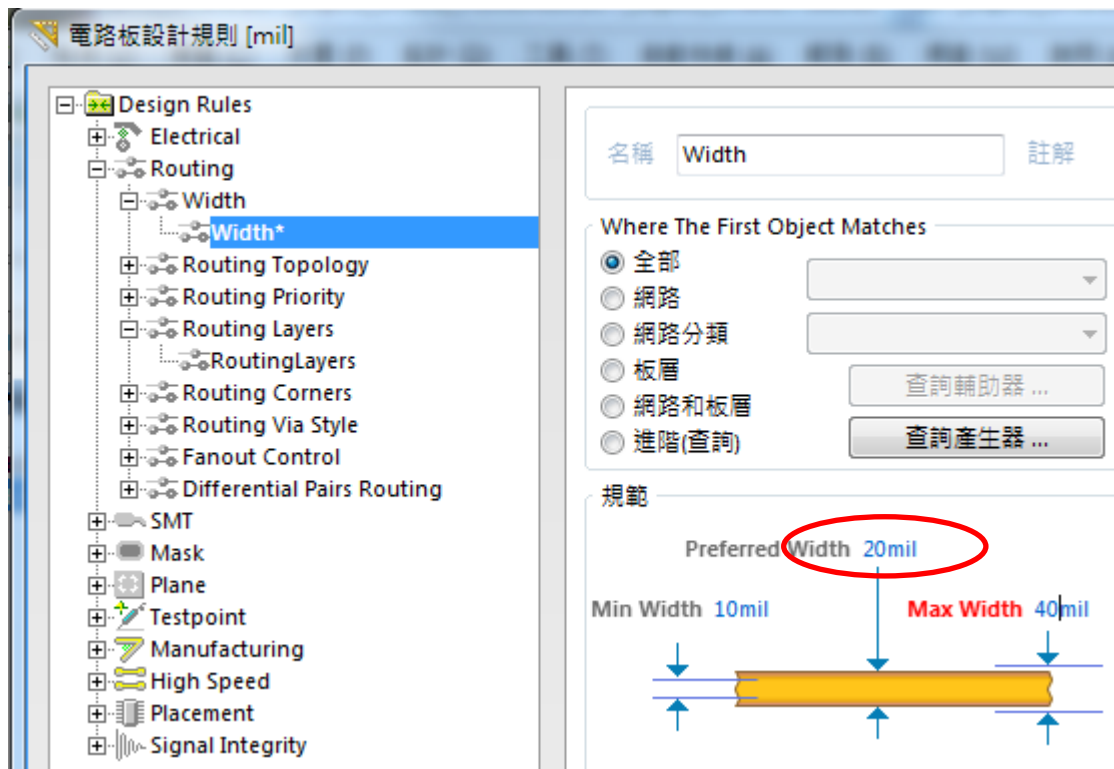 電路板設計規則 [mil]
Design Rules
Electrical
Routing
Width
Width*
Routing Topology
Routing Priority
Routing Layers
RoutingLayers
Routing Corners
Routing Via Style
Fanout Control
Differential Pairs Routing
SMT
Mask
Plane
Testpoint
Manufacturing
High Speed
Placement
Signal Integrity
名稱 Width 註解
Where The First Object Matches
全部
網路
網路分類
板層
網路和板層
進階(查詢)
查詢輔助器 ...
查詢產生器 ...
規範
Preferred Width 20mil
Min Width 10mil Max Width 40mil